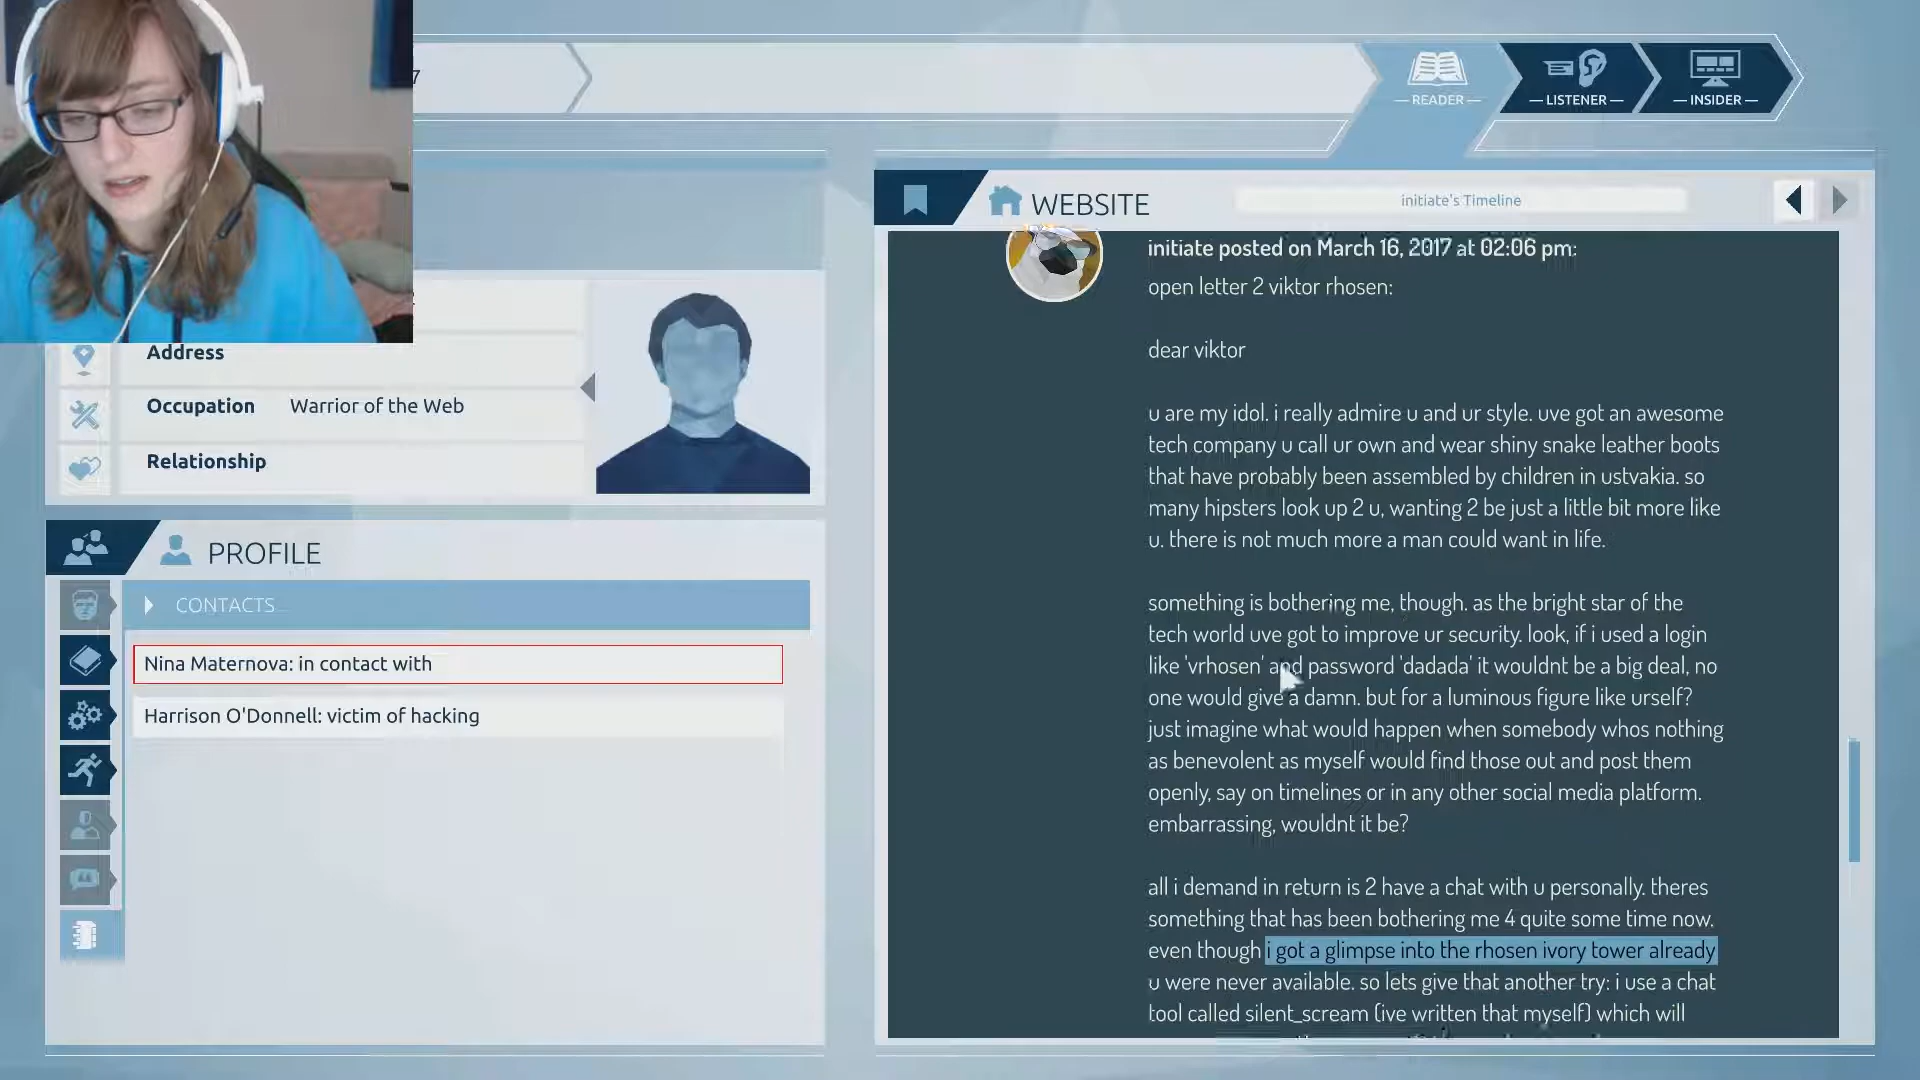 7
READER
LISTENER
INSIDER
WEBSITE
initiate's Timeline
Address
Occupation Warrior of the Web
Relationship
PROFILE
CONTACTS
Nina Maternova: in contact with
Harrison O'Donnell: victim of hacking
initiate posted on March 16, 2017 at 02:06 pm:
open letter 2 viktor rhosen:
dear viktor
u are my idol. i really admire u and ur style. uve got an awesome
tech company u call ur own and wear shiny snake leather boots
that have probably been assembled by children in ustvakia. so
many hipsters look up 2 u, wanting 2 be just a little bit more like
u. there is not much more a man could want in life.
something is bothering me, though. as the bright star of the
tech world uve got to improve ur security. look, if i used a login
like 'vrhosen' and password 'dadada' it wouldnt be a big deal, no
one would give a damn. but for a luminous figure like urself?
just imagine what would happen when somebody whos nothing
as benevolent as myself would find those out and post them
openly, say on timelines or in any other social media platform.
embarrassing, wouldnt it be?
all i demand in return is 2 have a chat with u personally. theres
something that has been bothering me 4 quite some time now.
even though i got a glimpse into the rhosen ivory tower already
u were never available. so lets give that another try: i use a chat
tool called silent_scream (ive written that myself) which will